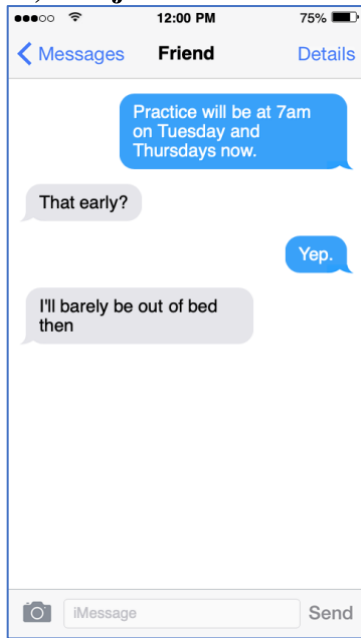 12:00 PM 75%
Messages Friend Details
Practice will be at 7am
on Tuesday and
Thursdays now.
That early?
Yep.
I'll barely be out of bed
then
iMessage Send